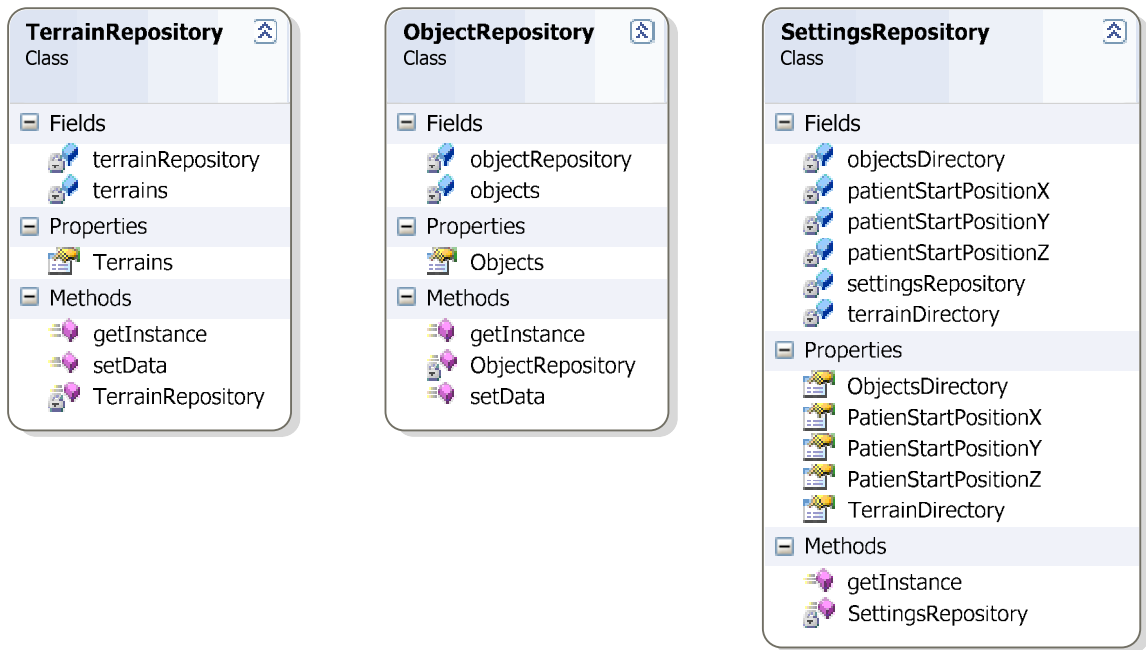 TerrainRepository
Class
Fields
terrainRepository
terrains
Properties
Terrains
Methods
getInstance
setData
TerrainRepository
ObjectRepository
Class
Fields
objectRepository
objects
Properties
Objects
Methods
getInstance
ObjectRepository
setData
SettingsRepository
Class
Fields
objectsDirectory
patientStartPositionX
patientStartPositionY
patientStartPositionZ
settingsRepository
terrainDirectory
Properties
ObjectsDirectory
PatienStartPositionX
PatienStartPositionY
PatienStartPositionZ
TerrainDirectory
Methods
getInstance
SettingsRepository